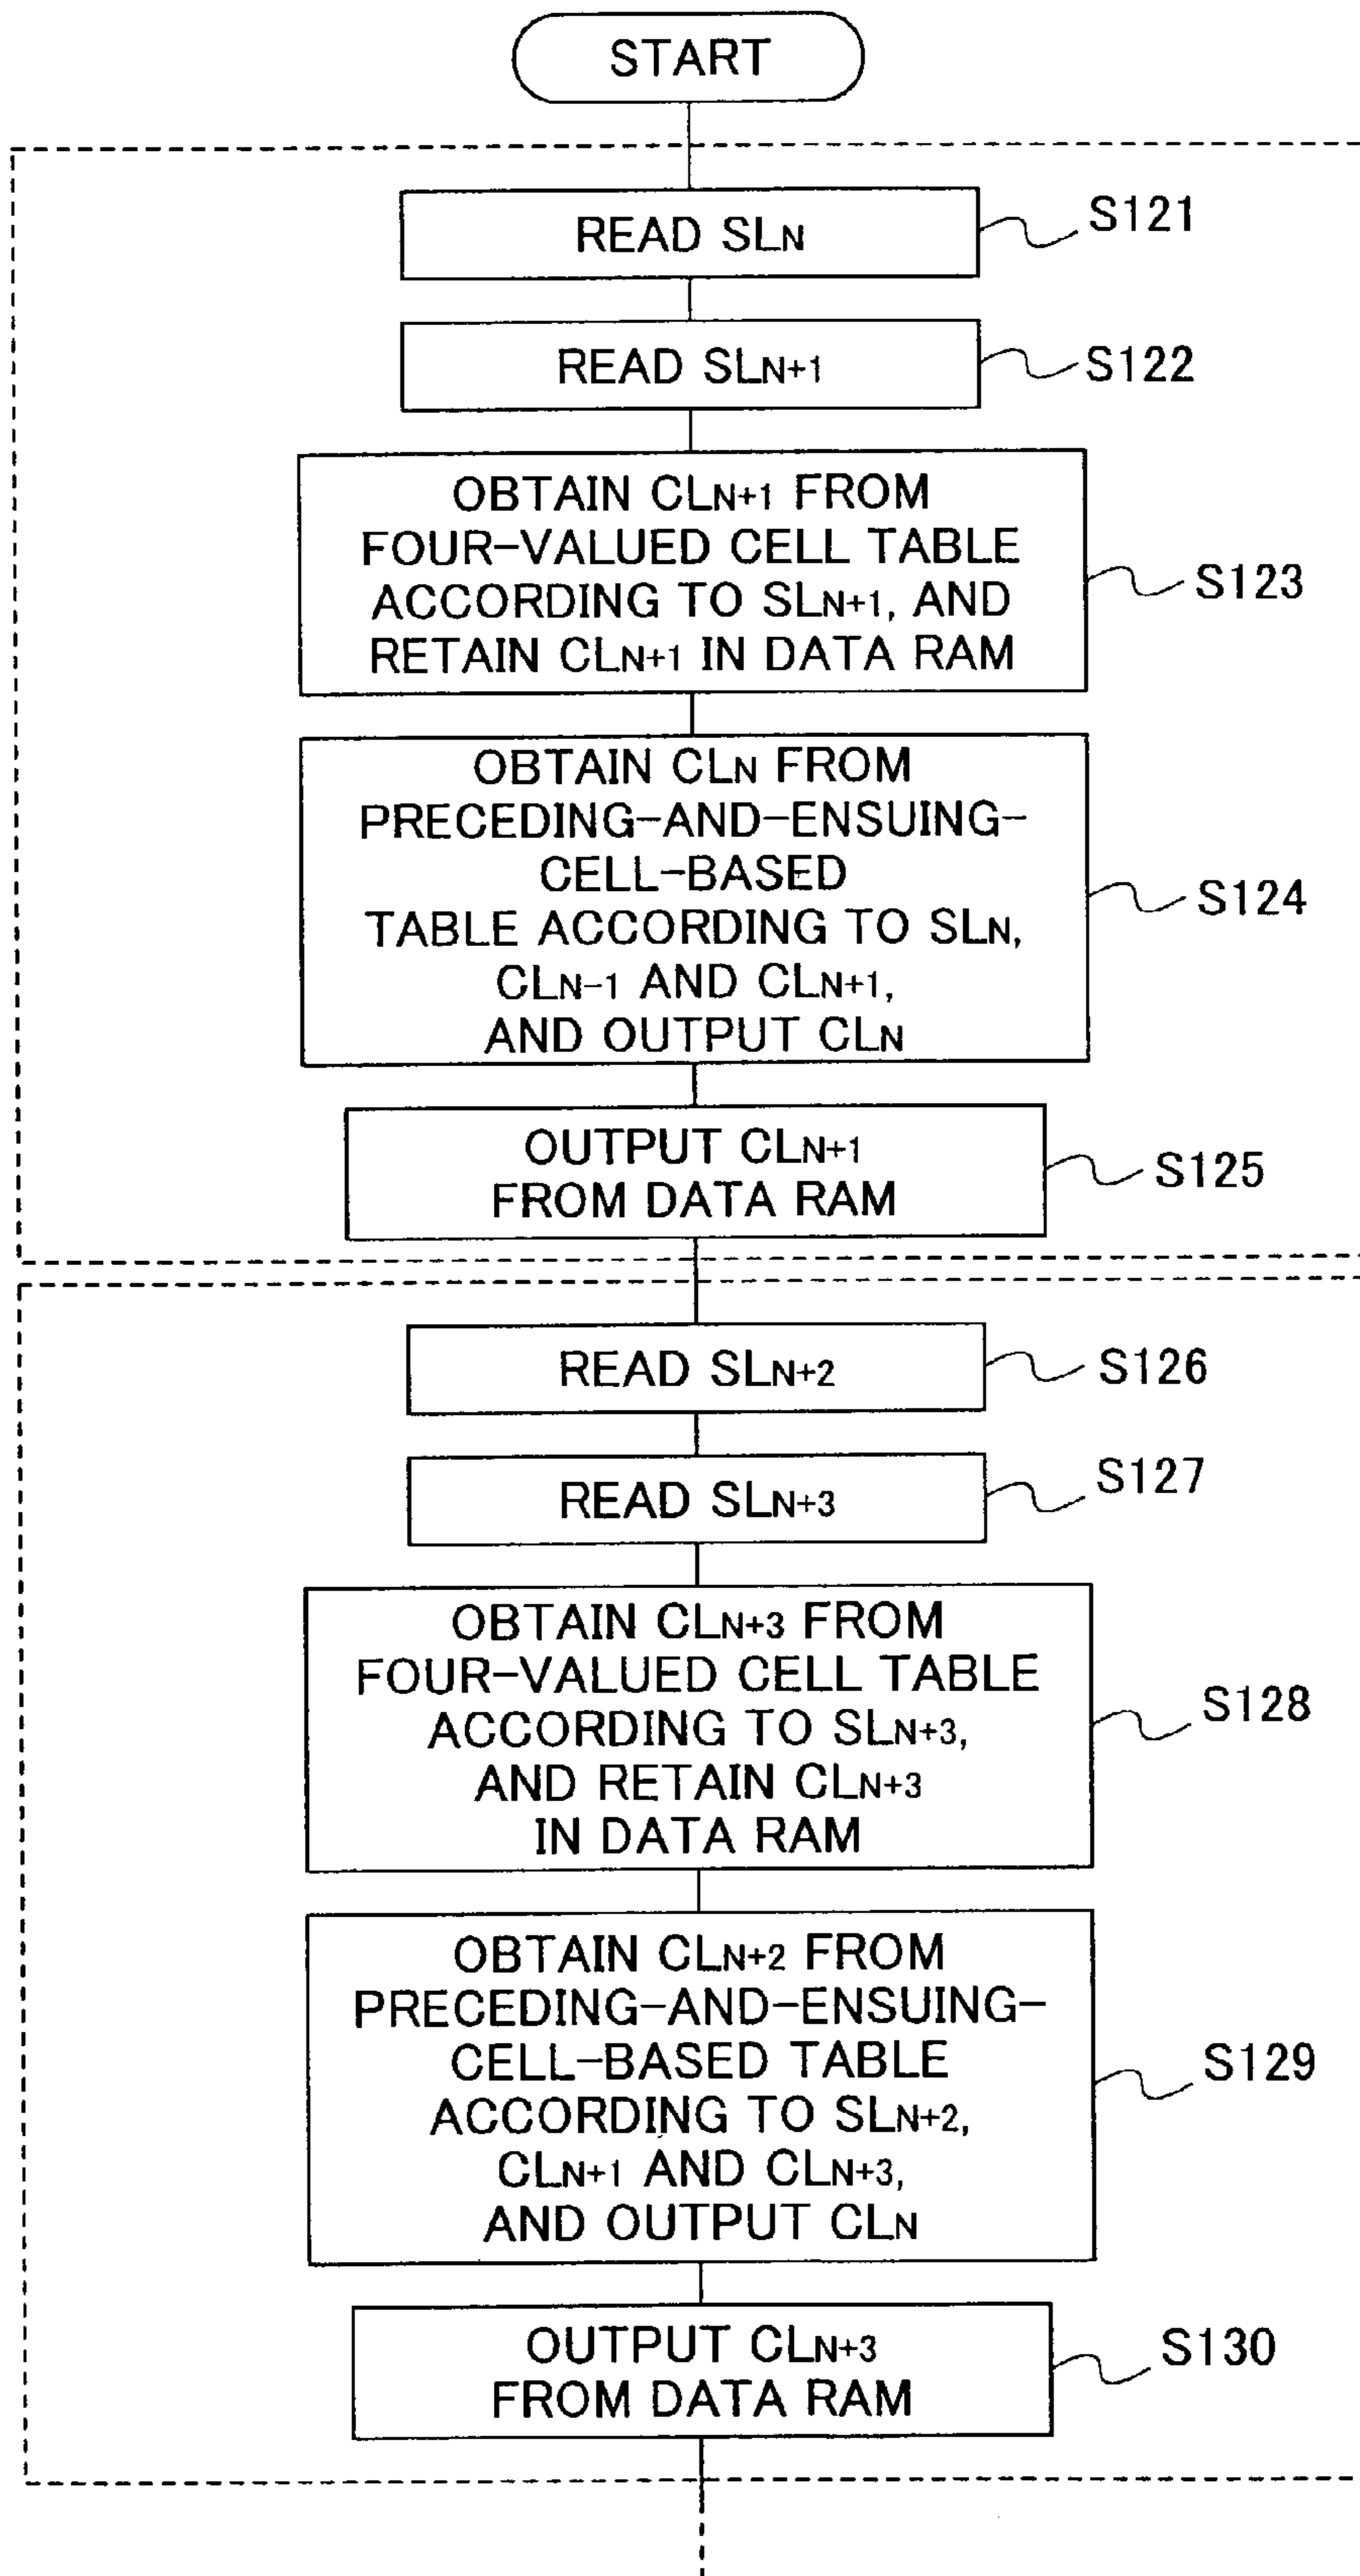 START
READ SLN
S121
READ SLN+1
S122
OBTAIN CLN+1 FROM
FOUR-VALUED CELL TABLE
ACCORDING TO SLN+1, AND
RETAIN CLN+1 IN DATA RAM
S123
OBTAIN CLN FROM
PRECEDING-AND-ENSUING-
CELL-BASED
TABLE ACCORDING TO SLN,
CLN-1 AND CLN+1,
AND OUTPUT CLN
S124
OUTPUT CLN+1
FROM DATA RAM
S125
READ SLN+2
S126
READ SLN+3
S127
OBTAIN CLN+3 FROM
FOUR-VALUED CELL TABLE
ACCORDING TO SLN+3,
AND RETAIN CLN+3
IN DATA RAM
S128
OBTAIN CLN+2 FROM
PRECEDING-AND-ENSUING-
CELL-BASED TABLE
ACCORDING TO SLN+2,
CLN+1 AND CLN+3,
AND OUTPUT CLN
S129
OUTPUT CLN+3
FROM DATA RAM
S130